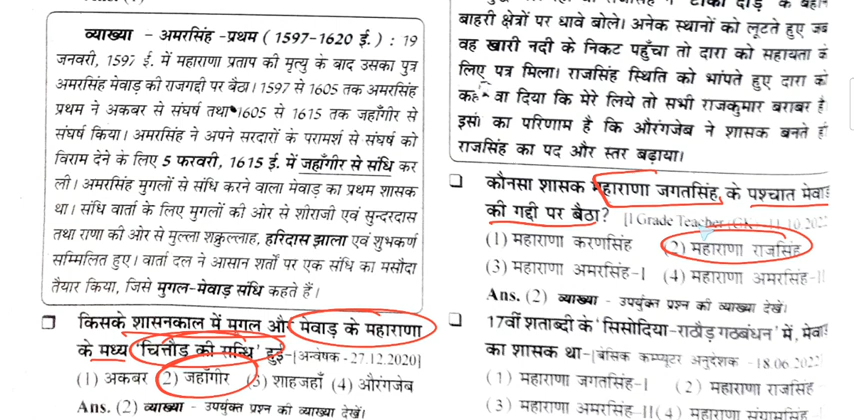 व्याख्या - अमरसिंह -प्रथम ( 1597-1620 ई. ) : 19
जनवरी, 1597 ई. में महाराणा प्रताप की मृत्यु के बाद उसका पुत्र
अमरसिंह मेवाड़ की राजगद्दी पर बैठा। 1597 से 1605 तक अमरसिंह
प्रथम ने अकबर से संघर्ष तथा 1605 से 1615 तक जहाँगीर से
संघर्ष किया। अमरसिंह ने अपने सरदारों के परामर्श से संघर्ष को
विराम देने के लिए 5 फरवरी, 1615 ई. में जहाँगीर से संधि कर
ली। अमरसिंह मुगलों से संधि करने वाला मेवाड़ का प्रथम शासक
था। संधि वार्ता के लिए मुगलों की ओर से शीराजी एवं सुन्दरदास
तथा राणा की ओर से मुल्ला शक्रुल्लाह, हरिदास झाला एवं शुभकर्ण
सम्मिलित हुए। वार्ता दल ने आसान शर्तों पर एक संधि का मसौदा
तैयार किया, जिसे मुगल-मेवाड़ संधि कहते हैं।
किसके शासनकाल में मुगल और मेवाड़ के महाराणा
के मध्य 'चित्तौड़ की सन्धि' हुई-[अन्वेषक -27.12.2020]
(1) अकबर (2) जहाँगीर (3) शाहजहाँ (4) औरंगजेब
Ans. (2) व्याख्या - उपर्युक्त प्रश्न की व्याख्या देखें।
बाहरी क्षेत्रों पर धावे बोले। अनेक स्थानों को लूटते हुए जब
वह खारी नदी के निकट पहुँचा तो दारा को सहायता के
लिए पत्र मिला। राजसिंह स्थिति को भांपते हुए दारा को
वा दिया कि मेरे लिये तो सभी राजकुमार बराबर है
इसी का परिणाम है कि औरंगजेब ने शासक बनते ही
राजसिंह का पद और स्तर बढ़ाया।
कौनसा शासक महाराणा जगतसिंह के पश्चात मेवाड़
की गद्दी पर बैठा? [I Grade Teacher
(1) महाराणा करणसिंह (2) महाराणा राजसिंह
(3) महाराणा अमरसिंह-I (4) महाराणा अमरसिंह-II
Ans. (2) व्याख्या - उपर्युक्त प्रश्न की व्याख्या देखें।
17वीं शताब्दी के 'सिसोदिया-राठौड़ गठबंधन' में, मेवाड़
का शासक था-[बेसिक कम्प्यूटर अनुदेशक -18.06.2022
(1) महाराणा जगतसिंह-I (2) महाराणा राजसिंह
(3) महाराणा अमरसिंह-II (4) महाराणा संग्रामसिंह